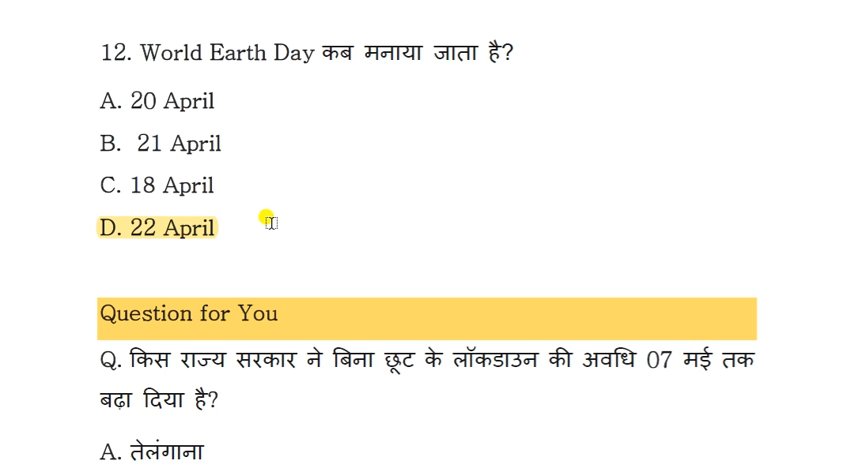 12. World Earth Day कब मनाया जाता है?
A. 20 April
B. 21 April
C. 18 April
D. 22 April
Question for You
Q. किस राज्य सरकार ने बिना छूट के लॉकडाउन की अवधि 07 मई तक
बढ़ा दिया है?
A. तेलंगाना